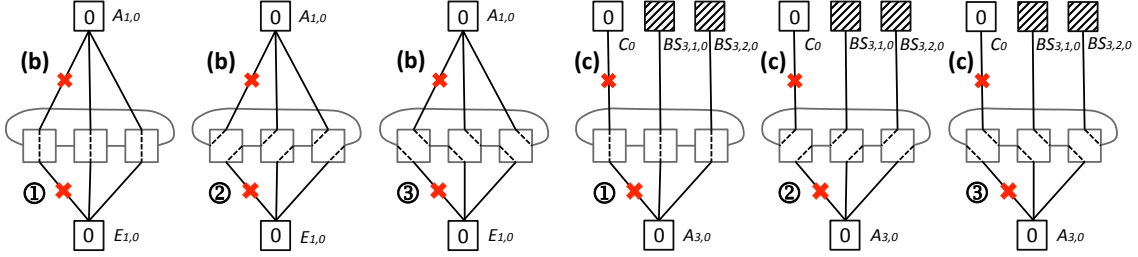 0 A1,0 0 A1,0 0 A1,0 0 0 0
C0 BS3,1,0 BS3,2,0 C0 BS3,1,0 BS3,2,0 C0 BS3,1,0 BS3,2,0
(b) (b) (b) (c) (c) (c)
① ② ③ ① ② ③
0 E1,0 0 E1,0 0 E1,0 0 A3,0 0 A3,0 0 A3,0